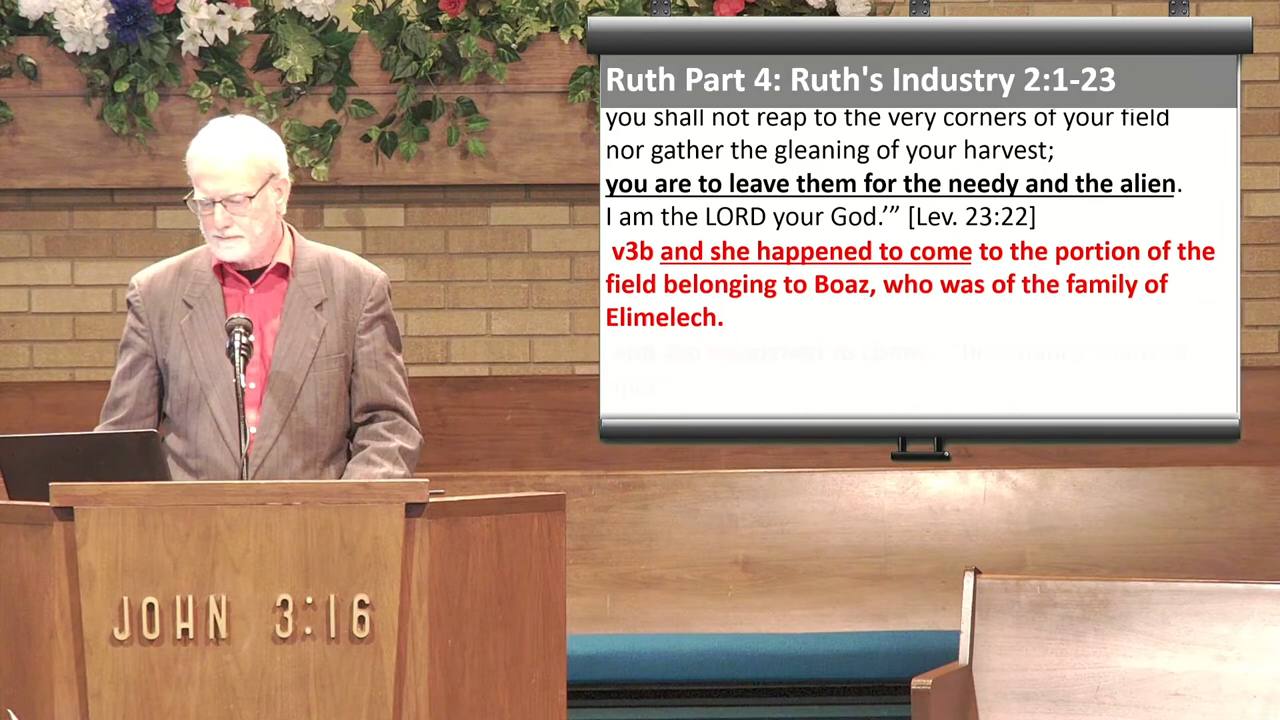 Ruth Part 4: Ruth's Industry 2:1-23
you shall not reap to the very corners of your field
nor gather the gleaning of your harvest;
you are to leave them for the needy and the alien.
I am the LORD your God.’” [Lev. 23:22]
v3b and she happened to come to the portion of the
field belonging to Boaz, who was of the family of
Elimelech.
JOHN 3:16